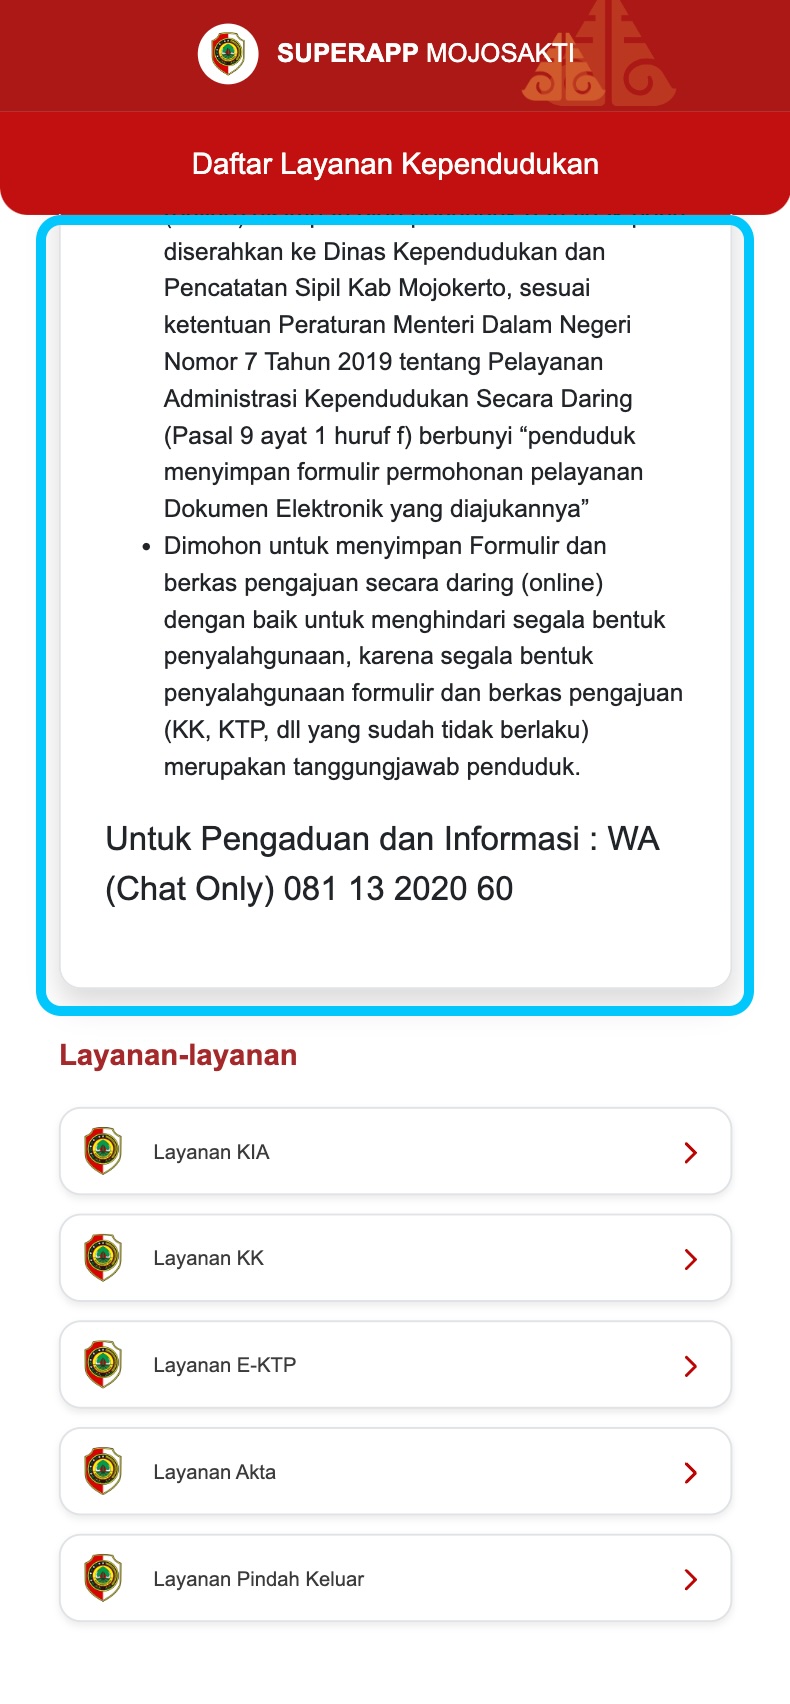 SUPERAPP MOJOSAKTI
Daftar Layanan Kependudukan
diserahkan ke Dinas Kependudukan dan
Pencatatan Sipil Kab Mojokerto, sesuai
ketentuan Peraturan Menteri Dalam Negeri
Nomor 7 Tahun 2019 tentang Pelayanan
Administrasi Kependudukan Secara Daring
(Pasal 9 ayat 1 huruf f) berbunyi “penduduk
menyimpan formulir permohonan pelayanan
Dokumen Elektronik yang diajukannya”
• Dimohon untuk menyimpan Formulir dan
berkas pengajuan secara daring (online)
dengan baik untuk menghindari segala bentuk
penyalahgunaan, karena segala bentuk
penyalahgunaan formulir dan berkas pengajuan
(KK, KTP, dll yang sudah tidak berlaku)
merupakan tanggungjawab penduduk.
Untuk Pengaduan dan Informasi : WA
(Chat Only) 081 13 2020 60
Layanan-layanan
Layanan KIA
Layanan KK
Layanan E-KTP
Layanan Akta
Layanan Pindah Keluar